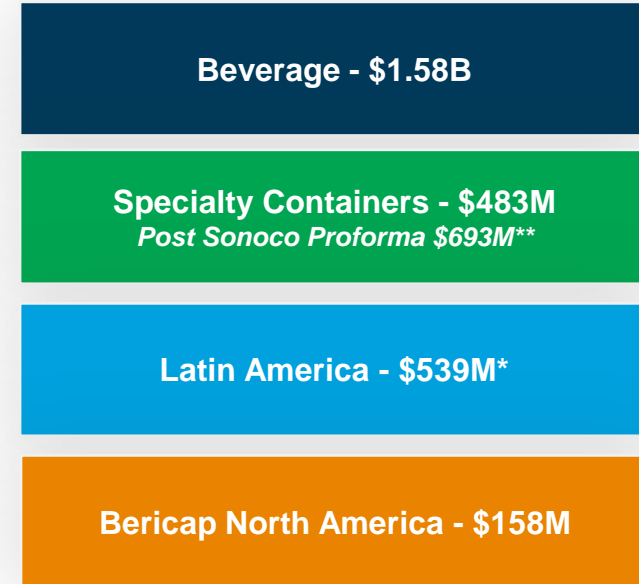 Beverage - $1.58B
Specialty Containers - $483M
Post Sonoco Proforma $693M**
Latin America - $539M*
Bericap North America - $158M